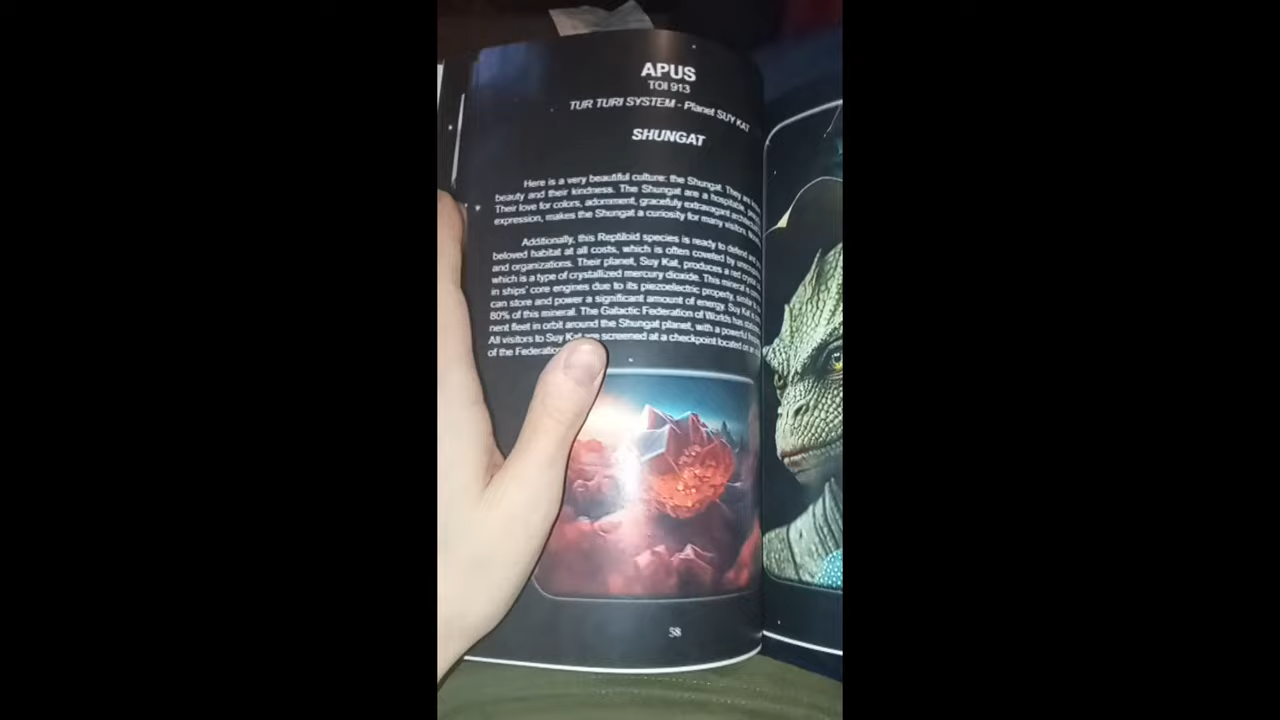 APUS
TOI 913
TUR TURI SYSTEM - Planet SUY KAT
SHUNGAT
Here is a very beautiful culture: the Shungat. They are
beauty and their kindness. The Shungat are a hospitable,
Their love for colors, adornment, gracefuly extravagant
expression, makes the Shungat a curiosity for many visitors.
Additionally, this Reptiloid species is ready to defend
beloved habitat at all costs, which is often coveted by
and organizations. Their planet, Suy Kat, produces a red crystal
which is a type of crystallized mercury dioxide. This mineral is
in ships' core engines due to its piezoelectric property, similar
can store and power a significant amount of energy. Suy Kat
80% of this mineral. The Galactic Federation of Worlds has
nent fleet in orbit around the Shungat planet, with a powerful
All visitors to Suy Kat are screened at a checkpoint located on
of the Federation
58